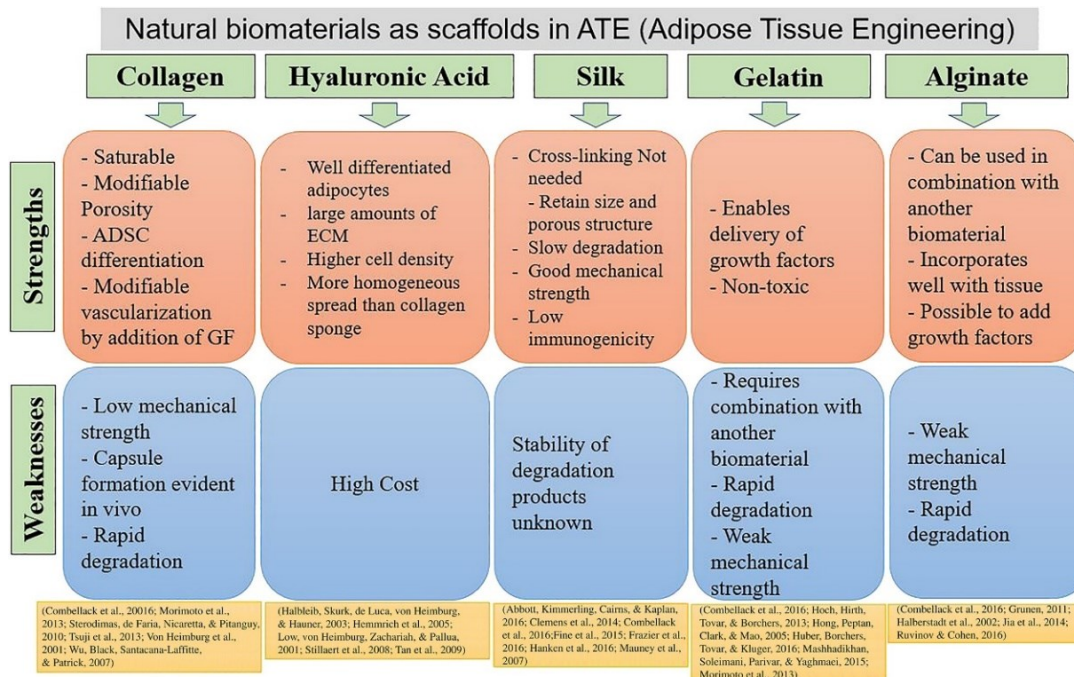 Natural biomaterials as scaffolds in ATE (Adipose Tissue Engineering)
Collagen
Hyaluronic Acid
Silk
Gelatin
Alginate
Strengths
- Saturable
- Modifiable
Porosity
- ADSC
differentiation
- Modifiable
vascularization
by addition of GF
- Well differentiated
adipocytes
- large amounts of
ECM
- Higher cell density
- More homogeneous
spread than collagen
sponge
- Cross-linking Not
needed
- Retain size and
porous structure
- Slow degradation
- Good mechanical
strength
- Low
immunogenicity
- Enables
delivery of
growth factors
- Non-toxic
- Can be used in
combination with
another
biomaterial
- Incorporates
well with tissue
- Possible to add
growth factors
Weaknesses
- Low mechanical
strength
- Capsule
formation evident
in vivo
- Rapid
degradation
High Cost
Stability of
degradation
products
unknown
- Requires
combination with
another
biomaterial
- Rapid
degradation
- Weak
mechanical
strength
- Weak
mechanical
strength
- Rapid
degradation
(Combellack et al., 20016; Morimoto et al.,
2013; Sterodimas, de Faria, Nicaretta, & Pitanguy,
2010; Tsuji et al., 2013; Von Heimburg et al.,
2001; Wu, Black, Santacana-Laffitte,
& Patrick, 2007)
(Halbleib, Skurk, de Luca, von Heimburg,
& Hauner, 2003; Hemmrich et al., 2005;
Low, von Heimburg, Zachariah, & Pallua,
2001; Stillaert et al., 2008; Tan et al., 2009)
(Abbott, Kimmerling, Cairns, & Kaplan,
2016; Clemens et al., 2014; Combellack
et al., 2016;Fine et al., 2015; Frazier et al.,
2016; Hanken et al., 2016; Mauney et al.,
2007)
(Combellack et al., 2016; Hoch, Hirth,
Tovar, & Borchers, 2013; Hong, Peptan,
Clark, & Mao, 2005; Huber, Borchers,
Tovar, & Kluger, 2016; Mashhadikhan,
Soleimani, Parivar, & Yaghmaei, 2015;
Morimoto et al., 2013)
(Combellack et al., 2016; Grunen, 2011;
Halberstadt et al., 2002; Jia et al., 2014;
Ruvinov & Cohen, 2016)